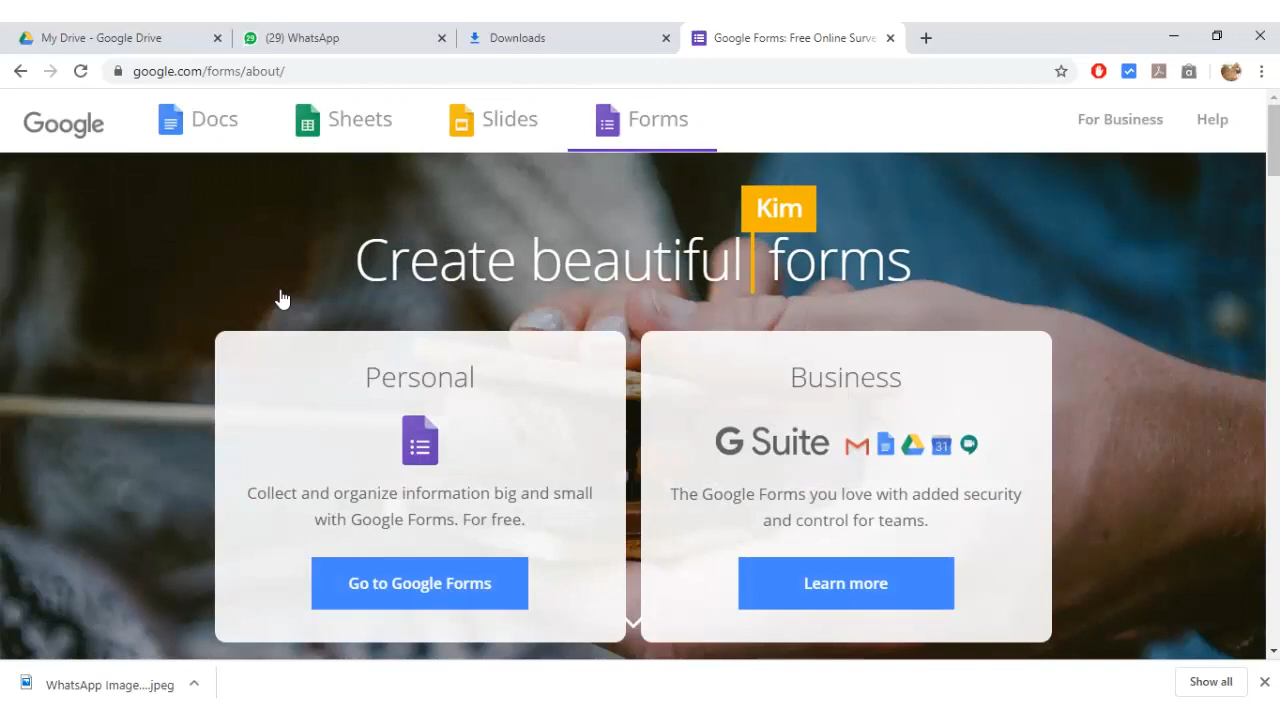 My Drive - Google Drive
(29) WhatsApp
Downloads
Google Forms: Free Online Surve
google.com/forms/about/
Google
Docs
Sheets
Slides
Forms
For Business
Help
Kim
Create beautiful forms
Personal
Collect and organize information big and small
with Google Forms. For free.
Go to Google Forms
Business
G Suite
31
The Google Forms you love with added security
and control for teams.
Learn more
WhatsApp Image....jpeg
Show all